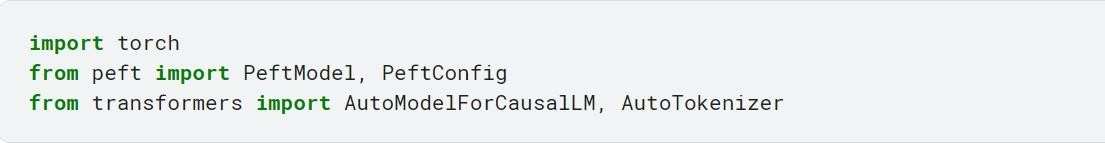 import torch
from peft import PeftModel, PeftConfig
from transformers import AutoModelForCausalLM, AutoTokenizer